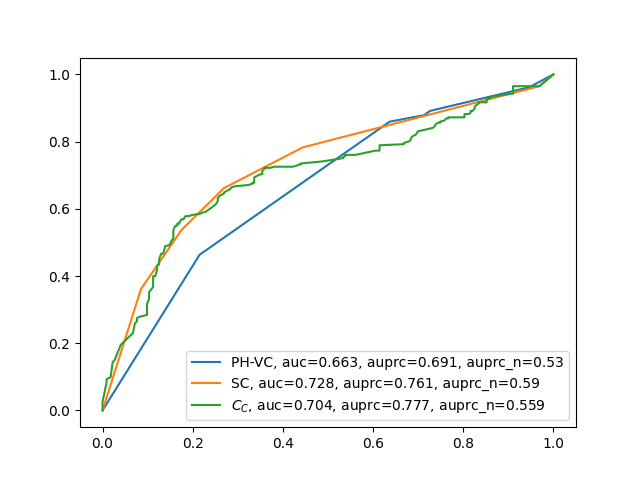 1.0
0.8
0.6
0.4
0.2
0.0
PH-VC, auc=0.663, auprc=0.691, auprc_n=0.53
SC, auc=0.728, auprc=0.761, auprc_n=0.59
C_C, auc=0.704, auprc=0.777, auprc_n=0.559
0.0 0.2 0.4 0.6 0.8 1.0